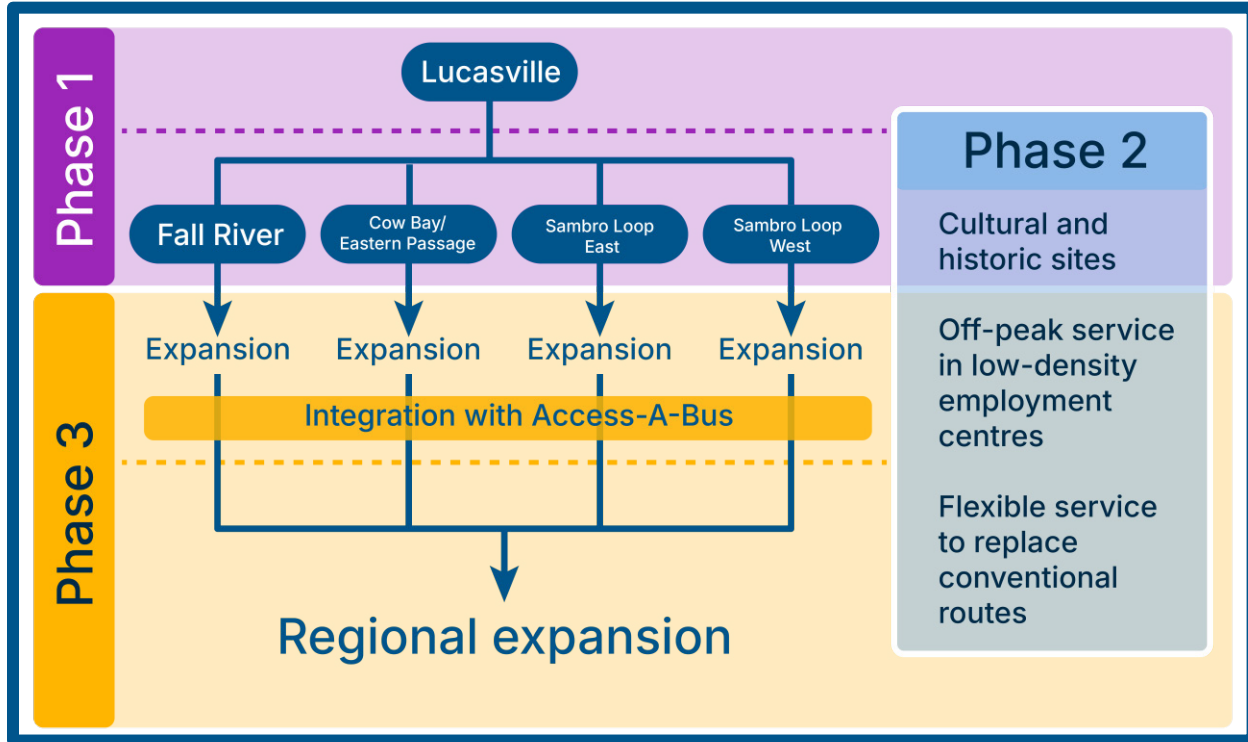 Phase 1
Lucasville
Fall River
Cow Bay/
Eastern Passage
Sambro Loop
East
Sambro Loop
West
Phase 2
Cultural and
historic sites
Off-peak service
in low-density
employment
centres
Flexible service
to replace
conventional
routes
Phase 3
Expansion
Expansion
Expansion
Expansion
Integration with Access-A-Bus
Regional expansion